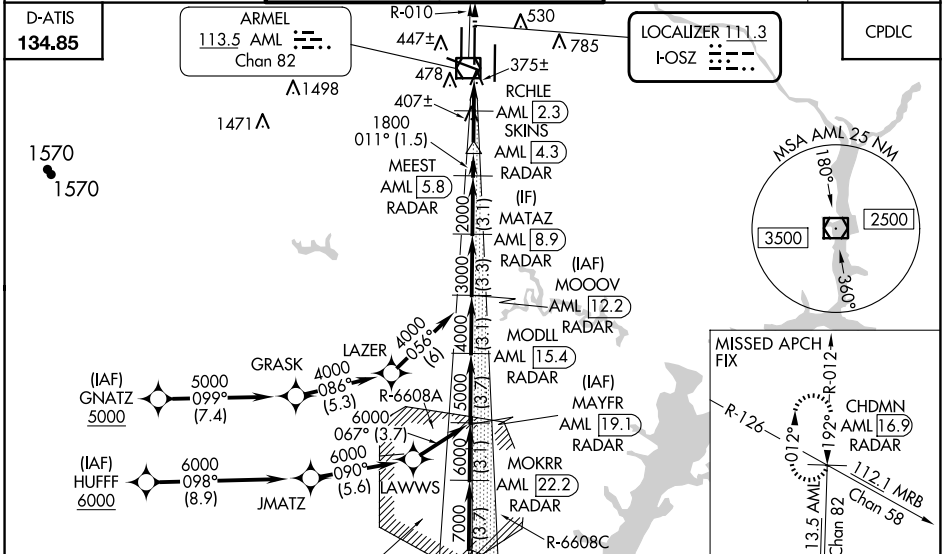 D-ATIS
134.85
ARMEL
113.5 AML
Chan 82
R-010
530
447±
785
478
375±
LOCALIZER 111.3
I-OSZ
CPDLC
1498
1471
407±
RCHLE
AML 2.3
1800
011° (1.5)
SKINS
AML 4.3
RADAR
1570
1570
MEEST
AML 5.8
RADAR
MSA AML 25 NM
180°
3500
2500
360°
2000
(3.1)
(IF)
MATAZ
AML 8.9
RADAR
3000
(3.3)
(IAF)
MOOOV
AML 12.2
RADAR
4000
(3.1)
MODLL
AML 15.4
RADAR
4000
056°
(6)
LAZER
GRASK
4000
086°
(5.3)
(IAF)
GNATZ
5000
5000
099°
(7.4)
R-6608A
5000
(3.7)
(IAF)
MAYFR
AML 19.1
RADAR
6000
067° (3.7)
(IAF)
HUFFF
6000
6000
098°
(8.9)
JMATZ
6000
090°
(5.6)
LAWWS
6000
(3.1)
MOKRR
AML 22.2
RADAR
7000
(3.7)
R-6608C
MISSED APCH
FIX
R-012
R-126
012°
192°
CHDMN
AML 16.9
RADAR
112.1 MRB
Chan 58
13.5 AML
Chan 82